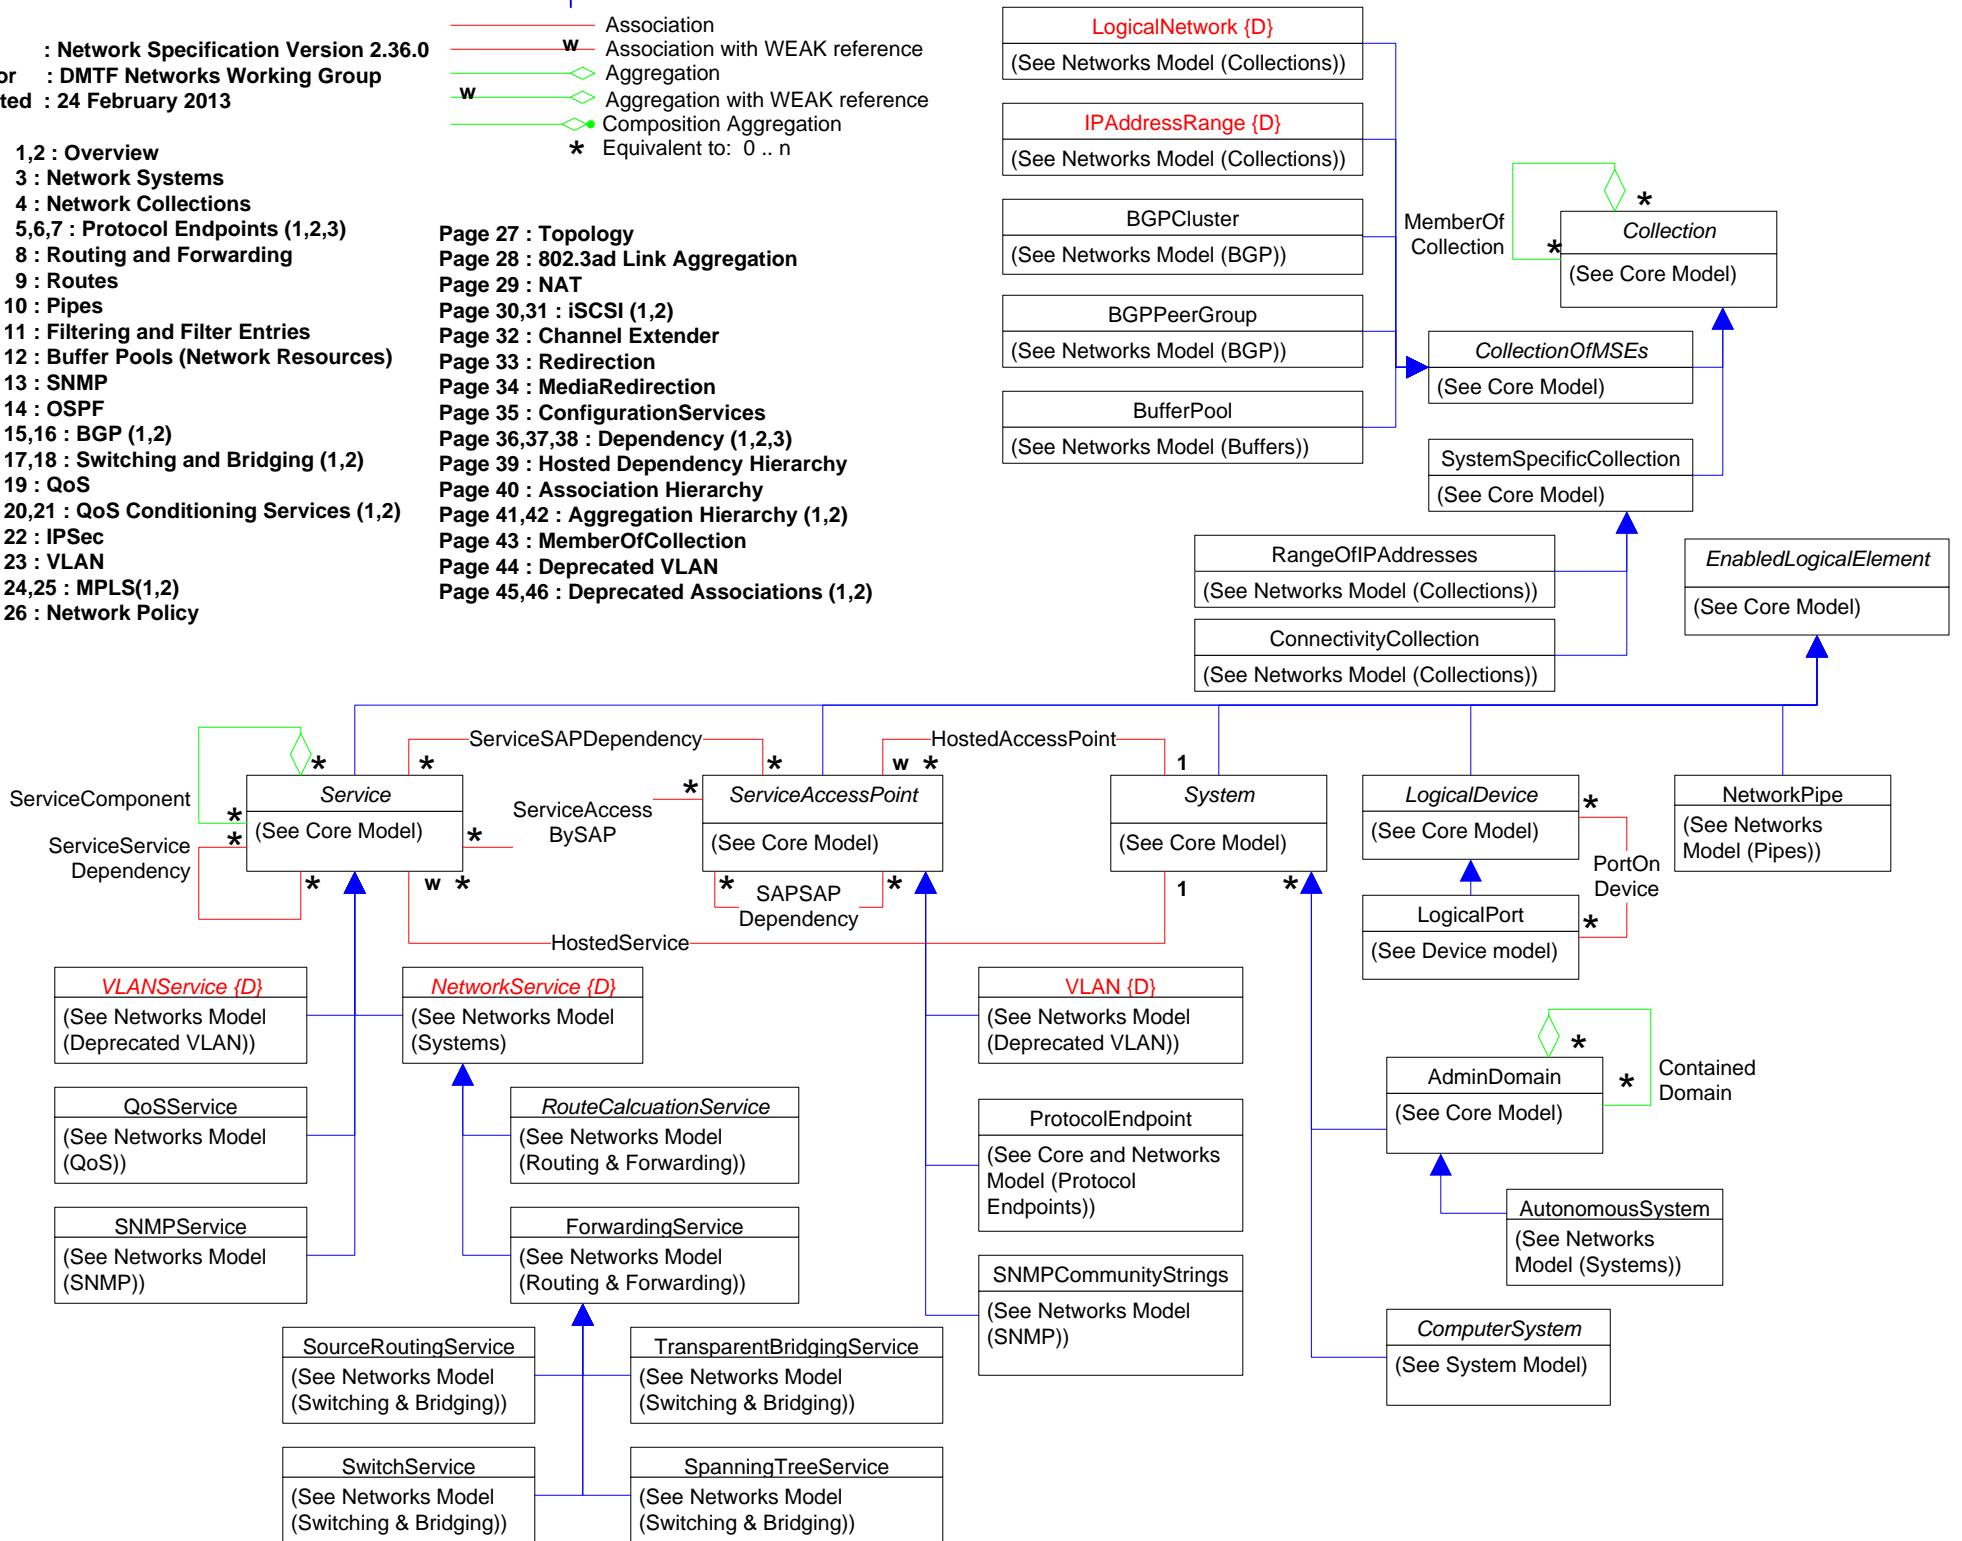 : Network Specification Version 2.36.0
or : DMTF Networks Working Group
ted : 24 February 2013
Association
w Association with WEAK reference
Aggregation
w Aggregation with WEAK reference
Composition Aggregation
* Equivalent to: 0 .. n
1,2 : Overview
3 : Network Systems
4 : Network Collections
5,6,7 : Protocol Endpoints (1,2,3)
8 : Routing and Forwarding
9 : Routes
10 : Pipes
11 : Filtering and Filter Entries
12 : Buffer Pools (Network Resources)
13 : SNMP
14 : OSPF
15,16 : BGP (1,2)
17,18 : Switching and Bridging (1,2)
19 : QoS
20,21 : QoS Conditioning Services (1,2)
22 : IPSec
23 : VLAN
24,25 : MPLS(1,2)
26 : Network Policy
Page 27 : Topology
Page 28 : 802.3ad Link Aggregation
Page 29 : NAT
Page 30,31 : iSCSI (1,2)
Page 32 : Channel Extender
Page 33 : Redirection
Page 34 : MediaRedirection
Page 35 : ConfigurationServices
Page 36,37,38 : Dependency (1,2,3)
Page 39 : Hosted Dependency Hierarchy
Page 40 : Association Hierarchy
Page 41,42 : Aggregation Hierarchy (1,2)
Page 43 : MemberOfCollection
Page 44 : Deprecated VLAN
Page 45,46 : Deprecated Associations (1,2)
LogicalNetwork {D}
(See Networks Model (Collections))
IPAddressRange {D}
(See Networks Model (Collections))
BGPCluster
(See Networks Model (BGP))
BGPPeerGroup
(See Networks Model (BGP))
BufferPool
(See Networks Model (Buffers))
MemberOf
Collection
*
*
Collection
(See Core Model)
CollectionOfMSEs
(See Core Model)
SystemSpecificCollection
(See Core Model)
RangeOfIPAddresses
(See Networks Model (Collections))
ConnectivityCollection
(See Networks Model (Collections))
EnabledLogicalElement
(See Core Model)
ServiceComponent
*
*
ServiceService
Dependency
*
*
Service
(See Core Model)
*
ServiceSAPDependency
*
*
ServiceAccess
BySAP
*
w *
HostedService
1
ServiceAccessPoint
(See Core Model)
*
SAPSAP
Dependency
*
w *
HostedAccessPoint
1
System
(See Core Model)
*
LogicalDevice
(See Core Model)
*
PortOn
Device
*
LogicalPort
(See Device model)
NetworkPipe
(See Networks
Model (Pipes))
VLANService {D}
(See Networks Model
(Deprecated VLAN))
NetworkService {D}
(See Networks Model
(Systems)
QoSService
(See Networks Model
(QoS))
RouteCalcuationService
(See Networks Model
(Routing & Forwarding))
SNMPService
(See Networks Model
(SNMP))
ForwardingService
(See Networks Model
(Routing & Forwarding))
SourceRoutingService
(See Networks Model
(Switching & Bridging))
TransparentBridgingService
(See Networks Model
(Switching & Bridging))
SwitchService
(See Networks Model
(Switching & Bridging))
SpanningTreeService
(See Networks Model
(Switching & Bridging))
VLAN {D}
(See Networks Model
(Deprecated VLAN))
ProtocolEndpoint
(See Core and Networks
Model (Protocol
Endpoints))
SNMPCommunityStrings
(See Networks Model
(SNMP))
AdminDomain
(See Core Model)
*
*
Contained
Domain
AutonomousSystem
(See Networks
Model (Systems))
ComputerSystem
(See System Model)